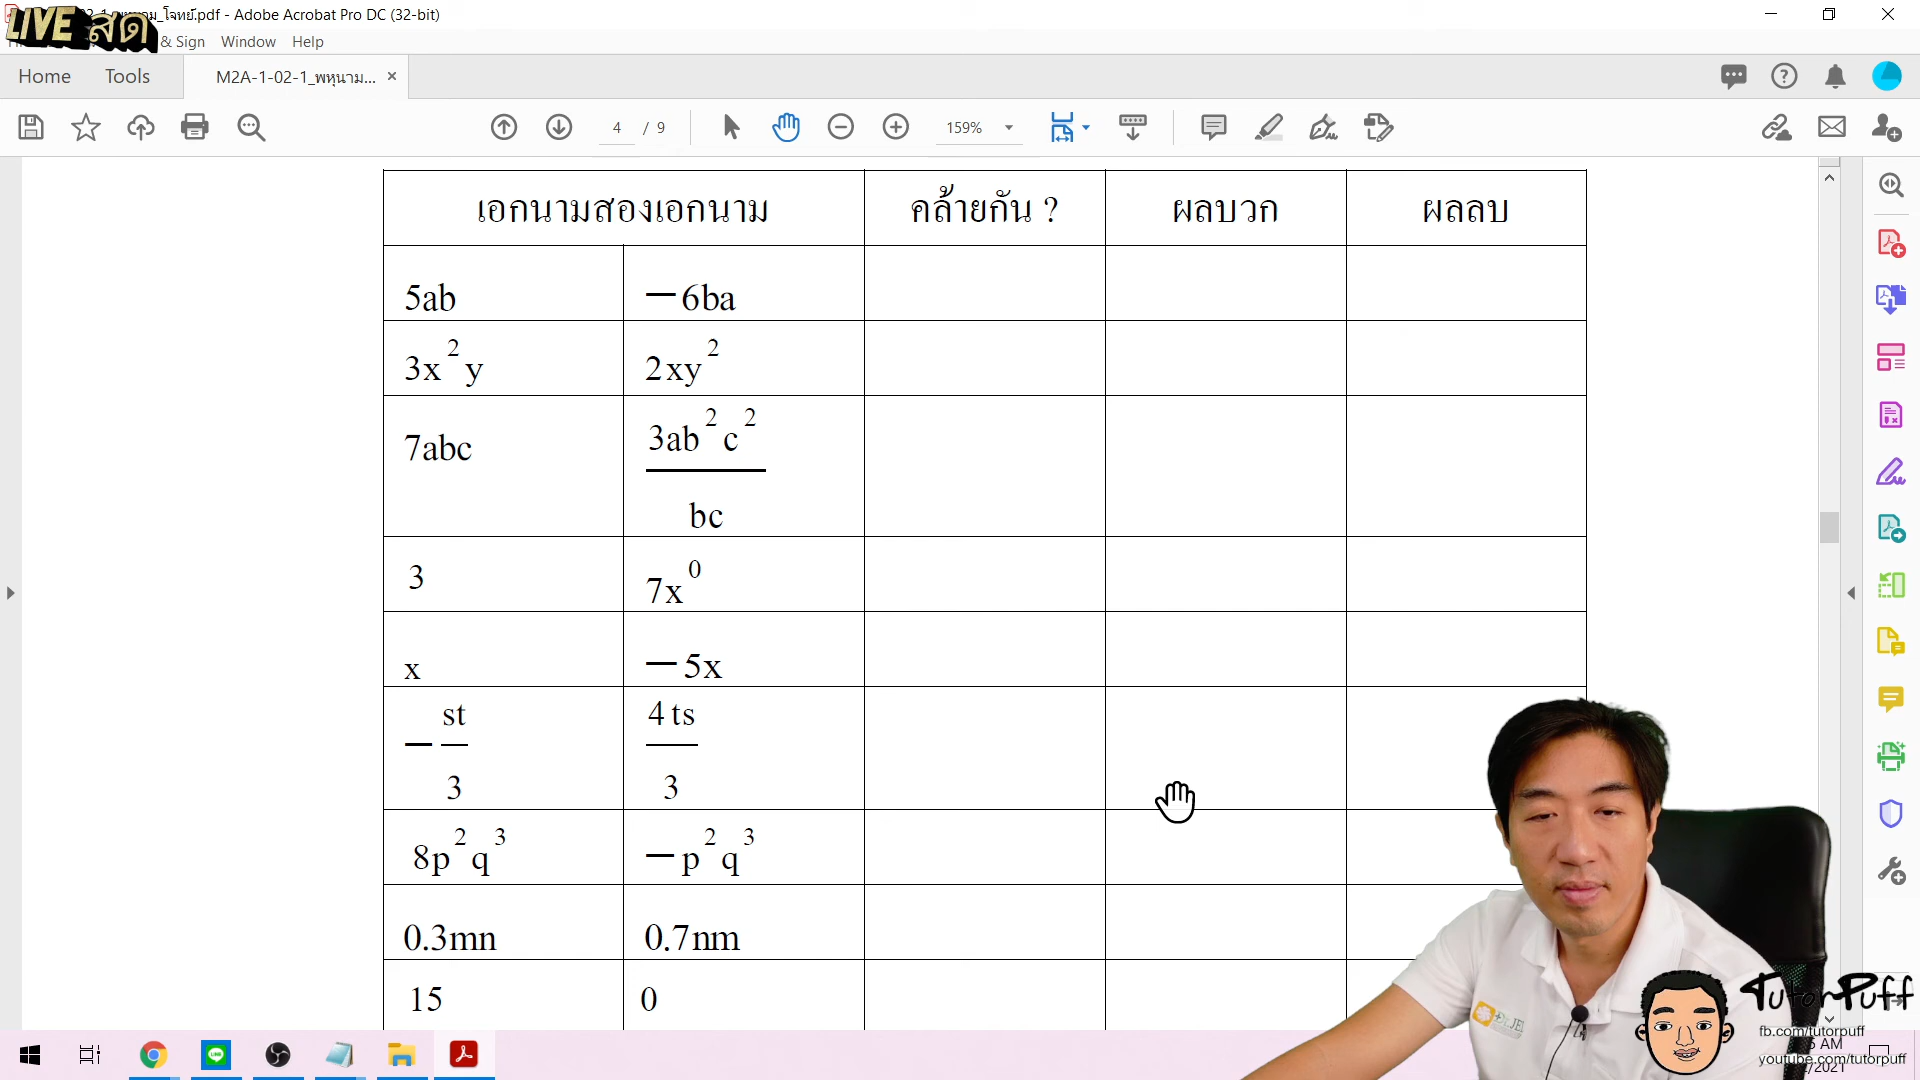 LIVE สด
_โจทย์.pdf - Adobe Acrobat Pro DC (32-bit)
& Sign Window Help
Home Tools M2A-1-02-1_พหุนาม... ×
4 / 9 159%
เอกนามสองเอกนาม คล้ายกัน ? ผลบวก ผลลบ
5ab −6ba
3x²y 2xy²
7abc 3ab²c²
bc
3 7x⁰
x −5x
−st/3 4ts/3
8p²q³ −p²q³
0.3mn 0.7nm
15 0
TutorPuff
fb.com/tutorpuff
youtube.com/tutorpuff